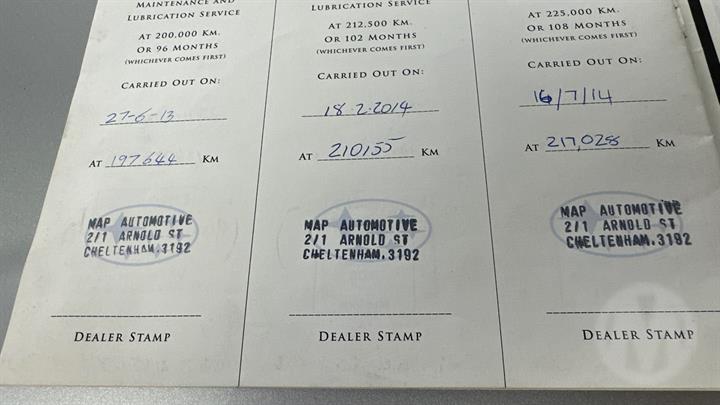 Maintenance and
Lubrication Service
At 200,000 Km.
Or 96 Months
(whichever comes first)
Carried Out On:
27-6-13
At 197644 Km
Map Automotive
2/1 Arnold St
Cheltenham, 3192
Dealer Stamp
Lubrication Service
At 212,500 Km.
Or 102 Months
(whichever comes first)
Carried Out On:
18-2-2014
At 210155 Km
Map Automotive
2/1 Arnold St
Cheltenham, 3192
Dealer Stamp
At 225,000 Km.
Or 108 Months
(whichever comes first)
Carried Out On:
16/7/14
At 217,028 Km
Map Automotive
2/1 Arnold St
Cheltenham, 3192
Dealer Stamp